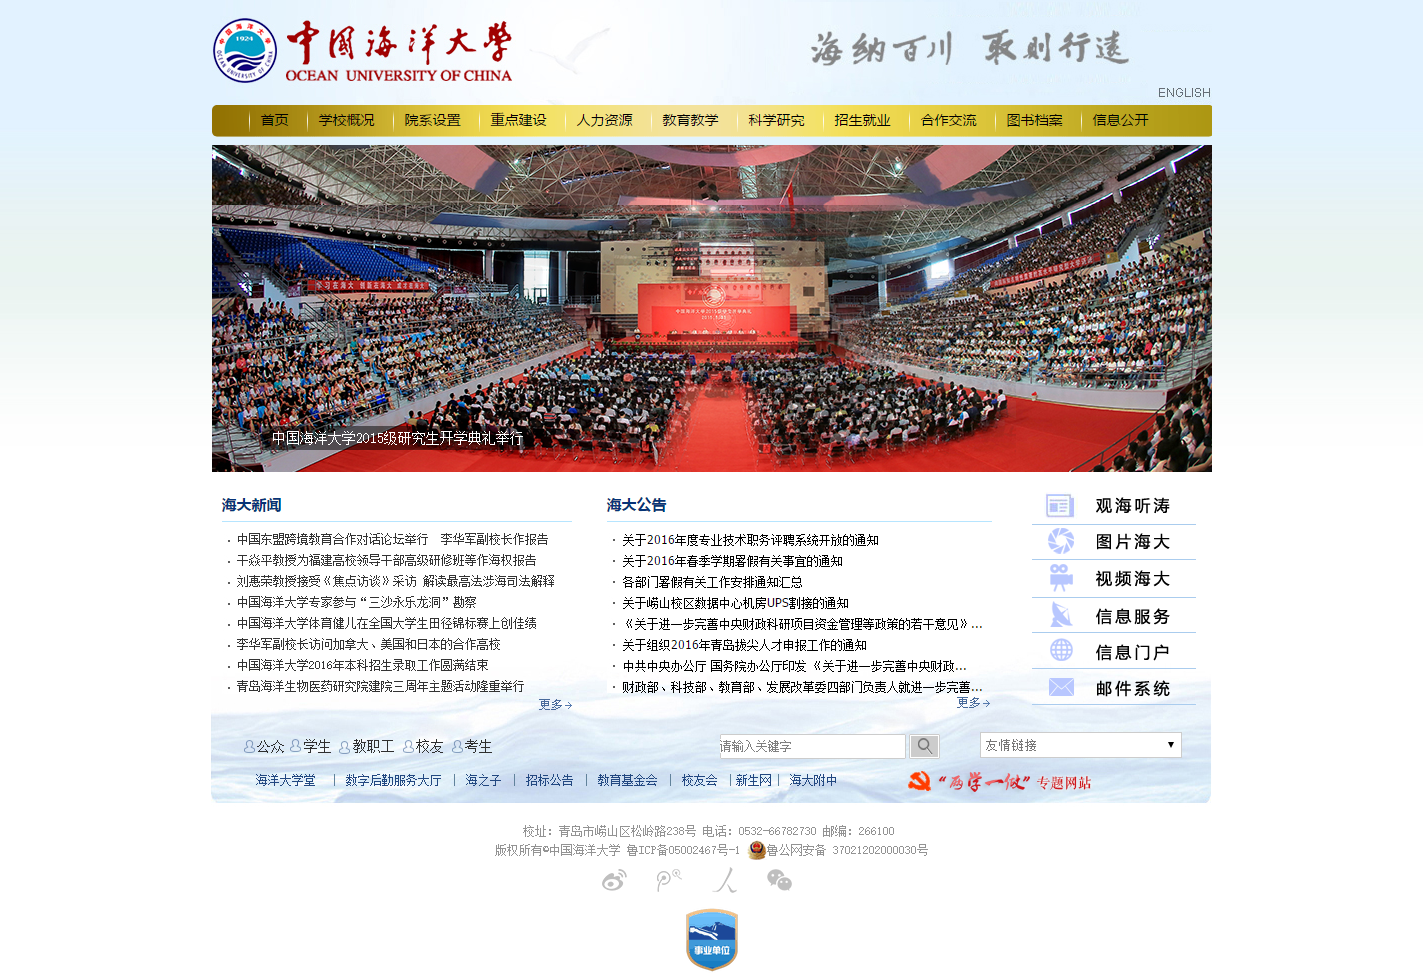 中国海洋大学
OCEAN UNIVERSITY OF CHINA
1924
海纳百川 取则行远
ENGLISH
首页 学校概况 院系设置 重点建设 人力资源 教育教学 科学研究 招生就业 合作交流 图书档案 信息公开
中国海洋大学2015级研究生开学典礼举行
海大新闻
中国东盟跨境教育合作对话论坛举行 李华军副校长作报告
干焱平教授为福建高校领导干部高级研修班等作海权报告
刘惠荣教授接受《焦点访谈》采访 解读最高法涉海司法解释
中国海洋大学专家参与“三沙永乐龙洞”勘察
中国海洋大学体育健儿在全国大学生田径锦标赛上创佳绩
李华军副校长访问加拿大、美国和日本的合作高校
中国海洋大学2016年本科招生录取工作圆满结束
青岛海洋生物医药研究院建院三周年主题活动隆重举行
更多
海大公告
关于2016年度专业技术职务评聘系统开放的通知
关于2016年春季学期署假有关事宜的通知
各部门署假有关工作安排通知汇总
关于崂山校区数据中心机房UPS割接的通知
《关于进一步完善中央财政科研项目资金管理等政策的若干意见》...
关于组织2016年青岛拔尖人才申报工作的通知
中共中央办公厅 国务院办公厅印发《关于进一步完善中央财政...
财政部、科技部、教育部、发展改革委四部门负责人就进一步完善...
更多
观海听涛
图片海大
视频海大
信息服务
信息门户
邮件系统
公众 学生 教职工 校友 考生
请输入关键字
友情链接
海洋大学堂 | 数字后勤服务大厅 | 海之子 | 招标公告 | 教育基金会 | 校友会 | 新生网 | 海大附中
“两学一做”专题网站
校址：青岛市崂山区松岭路238号 电话：0532-66782730 邮编：266100
版权所有©中国海洋大学 鲁ICP备05002467号-1 鲁公网安备 37021202000030号
事业单位